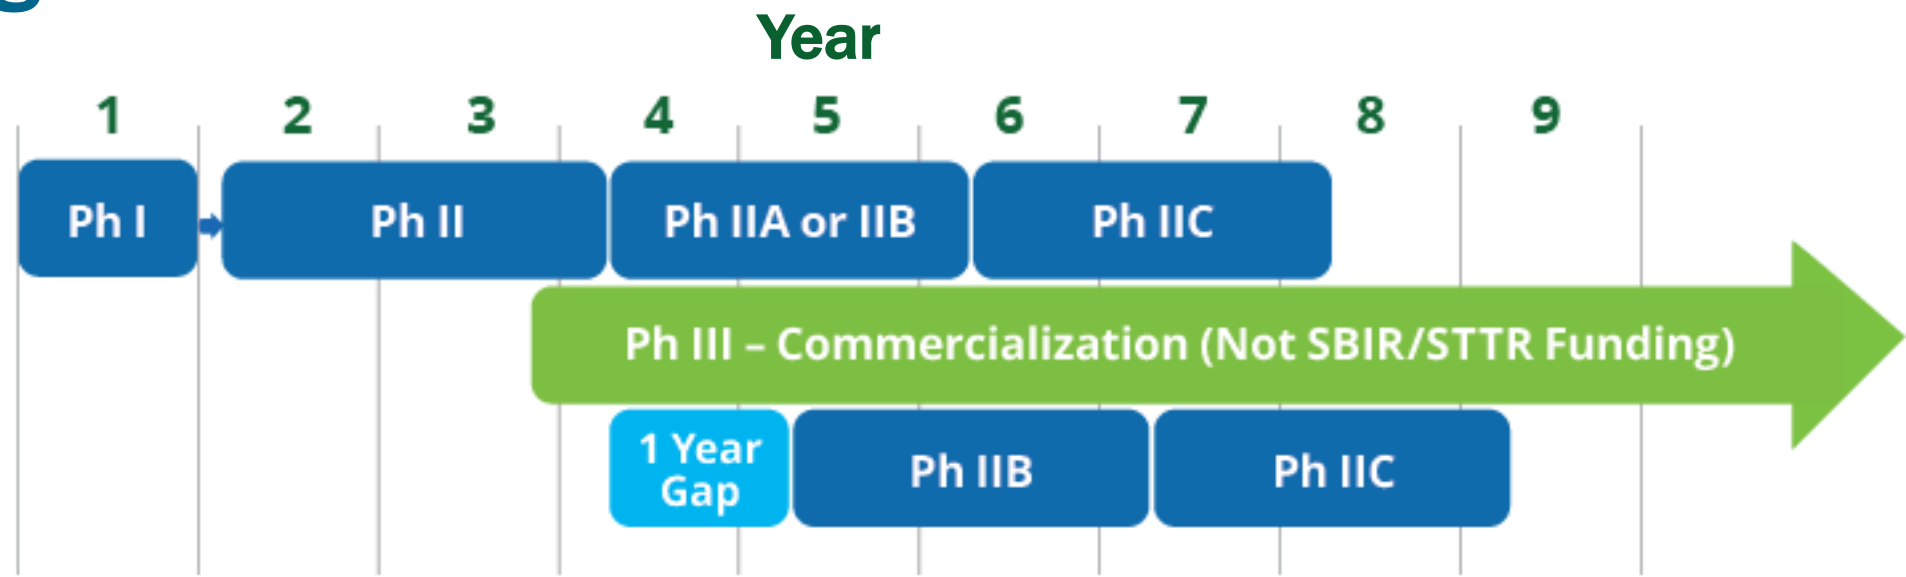 Year
1 2 3 4 5 6 7 8 9
Ph I
Ph II
Ph IIA or IIB
Ph IIC
Ph III – Commercialization (Not SBIR/STTR Funding)
1 Year
Gap
Ph IIB
Ph IIC